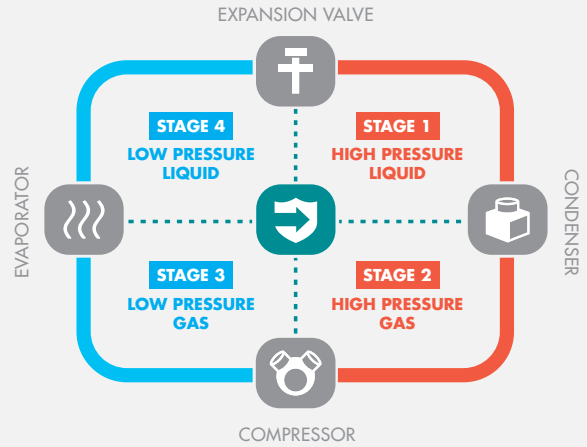 EXPANSION VALVE
STAGE 4
LOW PRESSURE
LIQUID
STAGE 1
HIGH PRESSURE
LIQUID
EVAPORATOR
CONDENSER
STAGE 3
LOW PRESSURE
GAS
STAGE 2
HIGH PRESSURE
GAS
COMPRESSOR